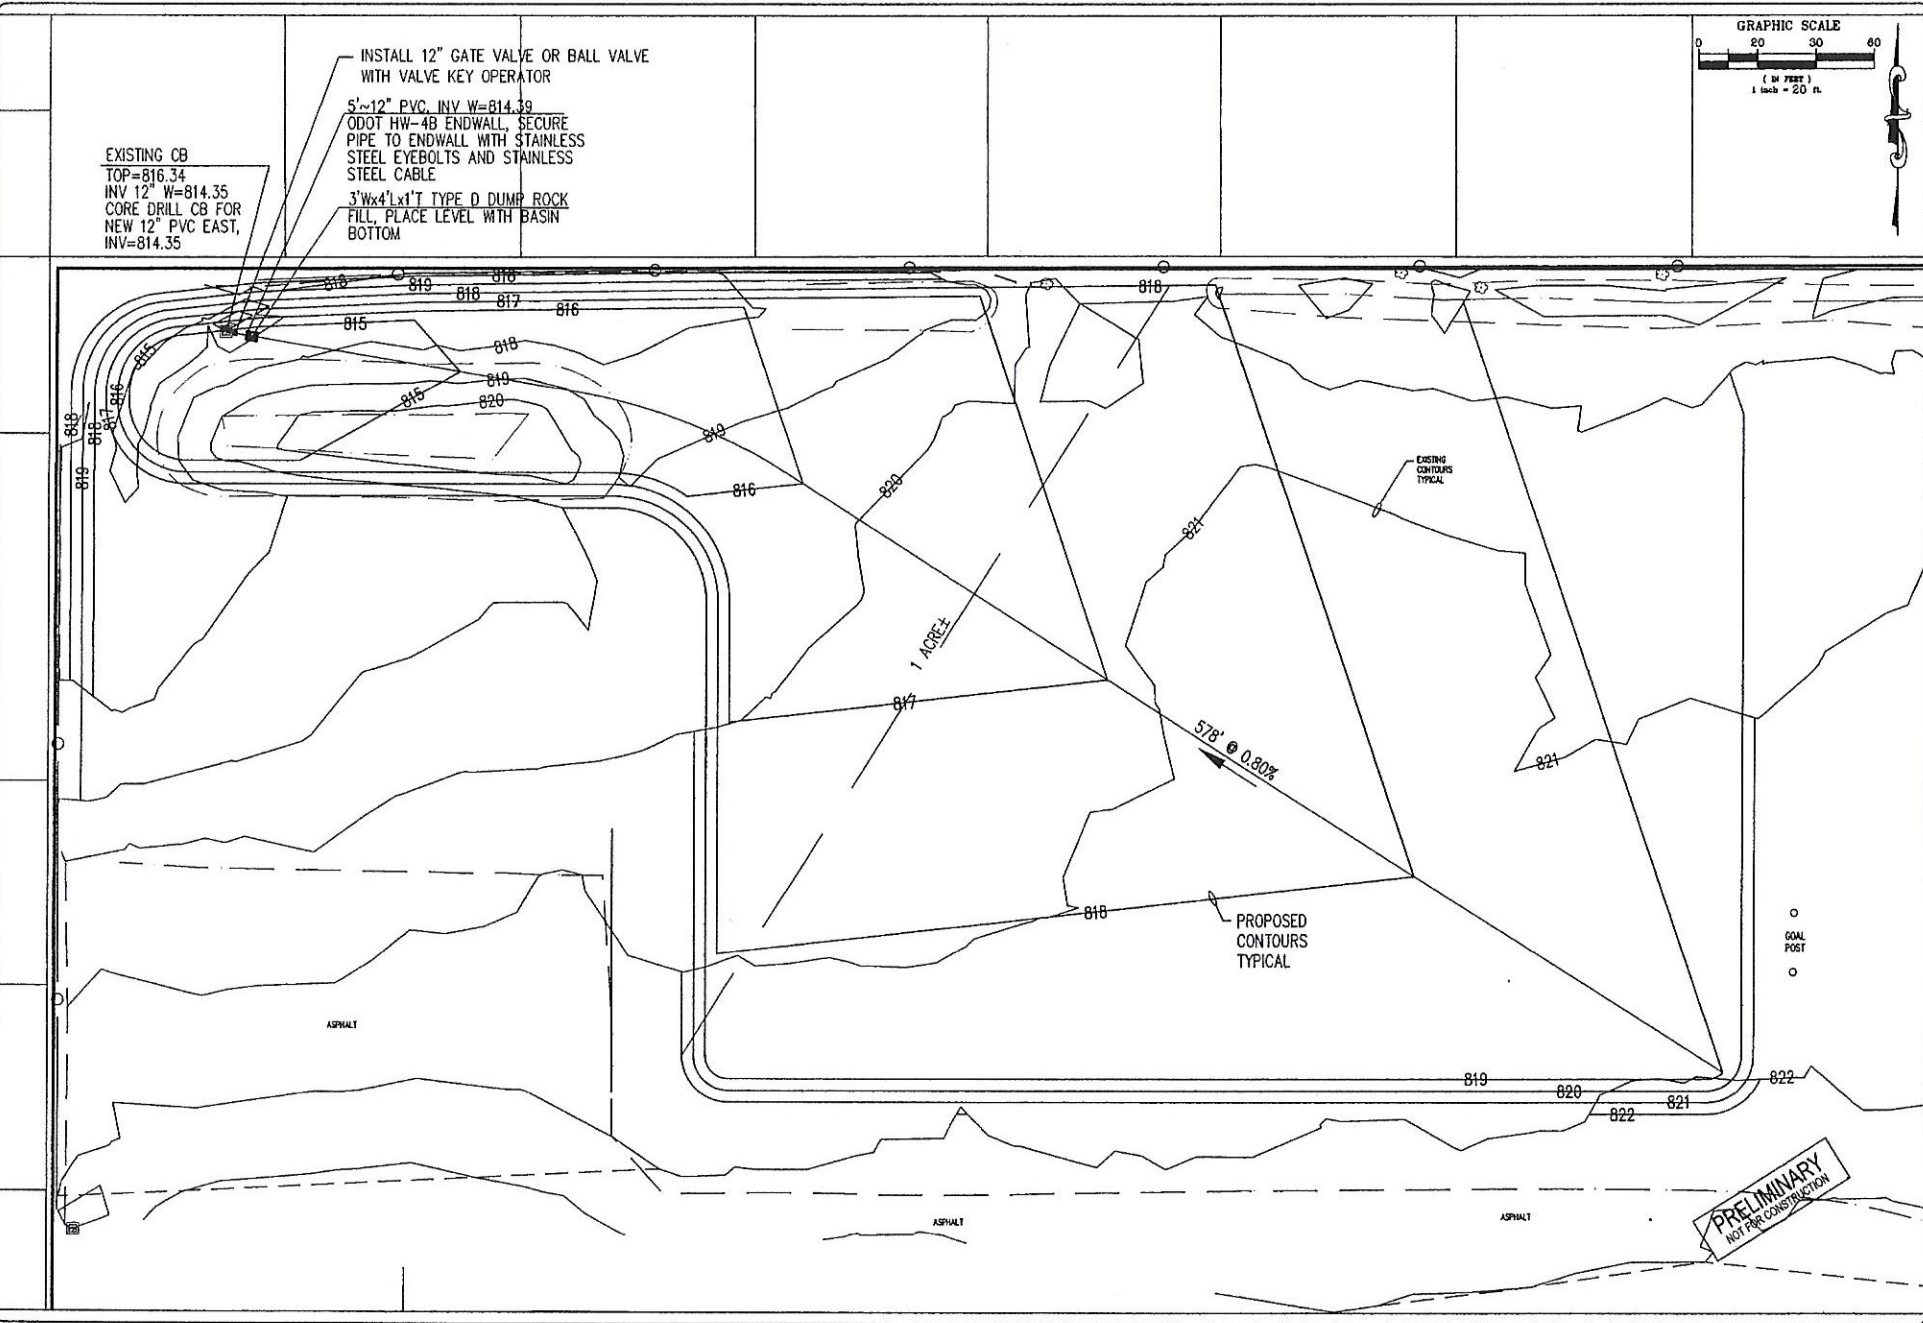 GRAPHIC SCALE
0 20 30 60
( IN FEET )
1 inch = 20 ft.
INSTALL 12" GATE VALVE OR BALL VALVE
WITH VALVE KEY OPERATOR
5'~12" PVC, INV W=814.39
ODOT HW-4B ENDWALL, SECURE
PIPE TO ENDWALL WITH STAINLESS
STEEL EYEBOLTS AND STAINLESS
STEEL CABLE
3'Wx4'Lx1'T TYPE D DUMP ROCK
FILL, PLACE LEVEL WITH BASIN
BOTTOM
EXISTING CB
TOP=816.34
INV 12" W=814.35
CORE DRILL CB FOR
NEW 12" PVC EAST,
INV=814.35
818
819
818
818
817
816
818
815
818
815
819
815
820
816
817
818
818
819
819
816
820
821
EXISTING
CONTOURS
TYPICAL
1 ACRE±
817
578' @ 0.80%
821
818
PROPOSED
CONTOURS
TYPICAL
GOAL
POST
ASPHALT
819
820
821
822
822
ASPHALT
ASPHALT
PRELIMINARY
NOT FOR CONSTRUCTION